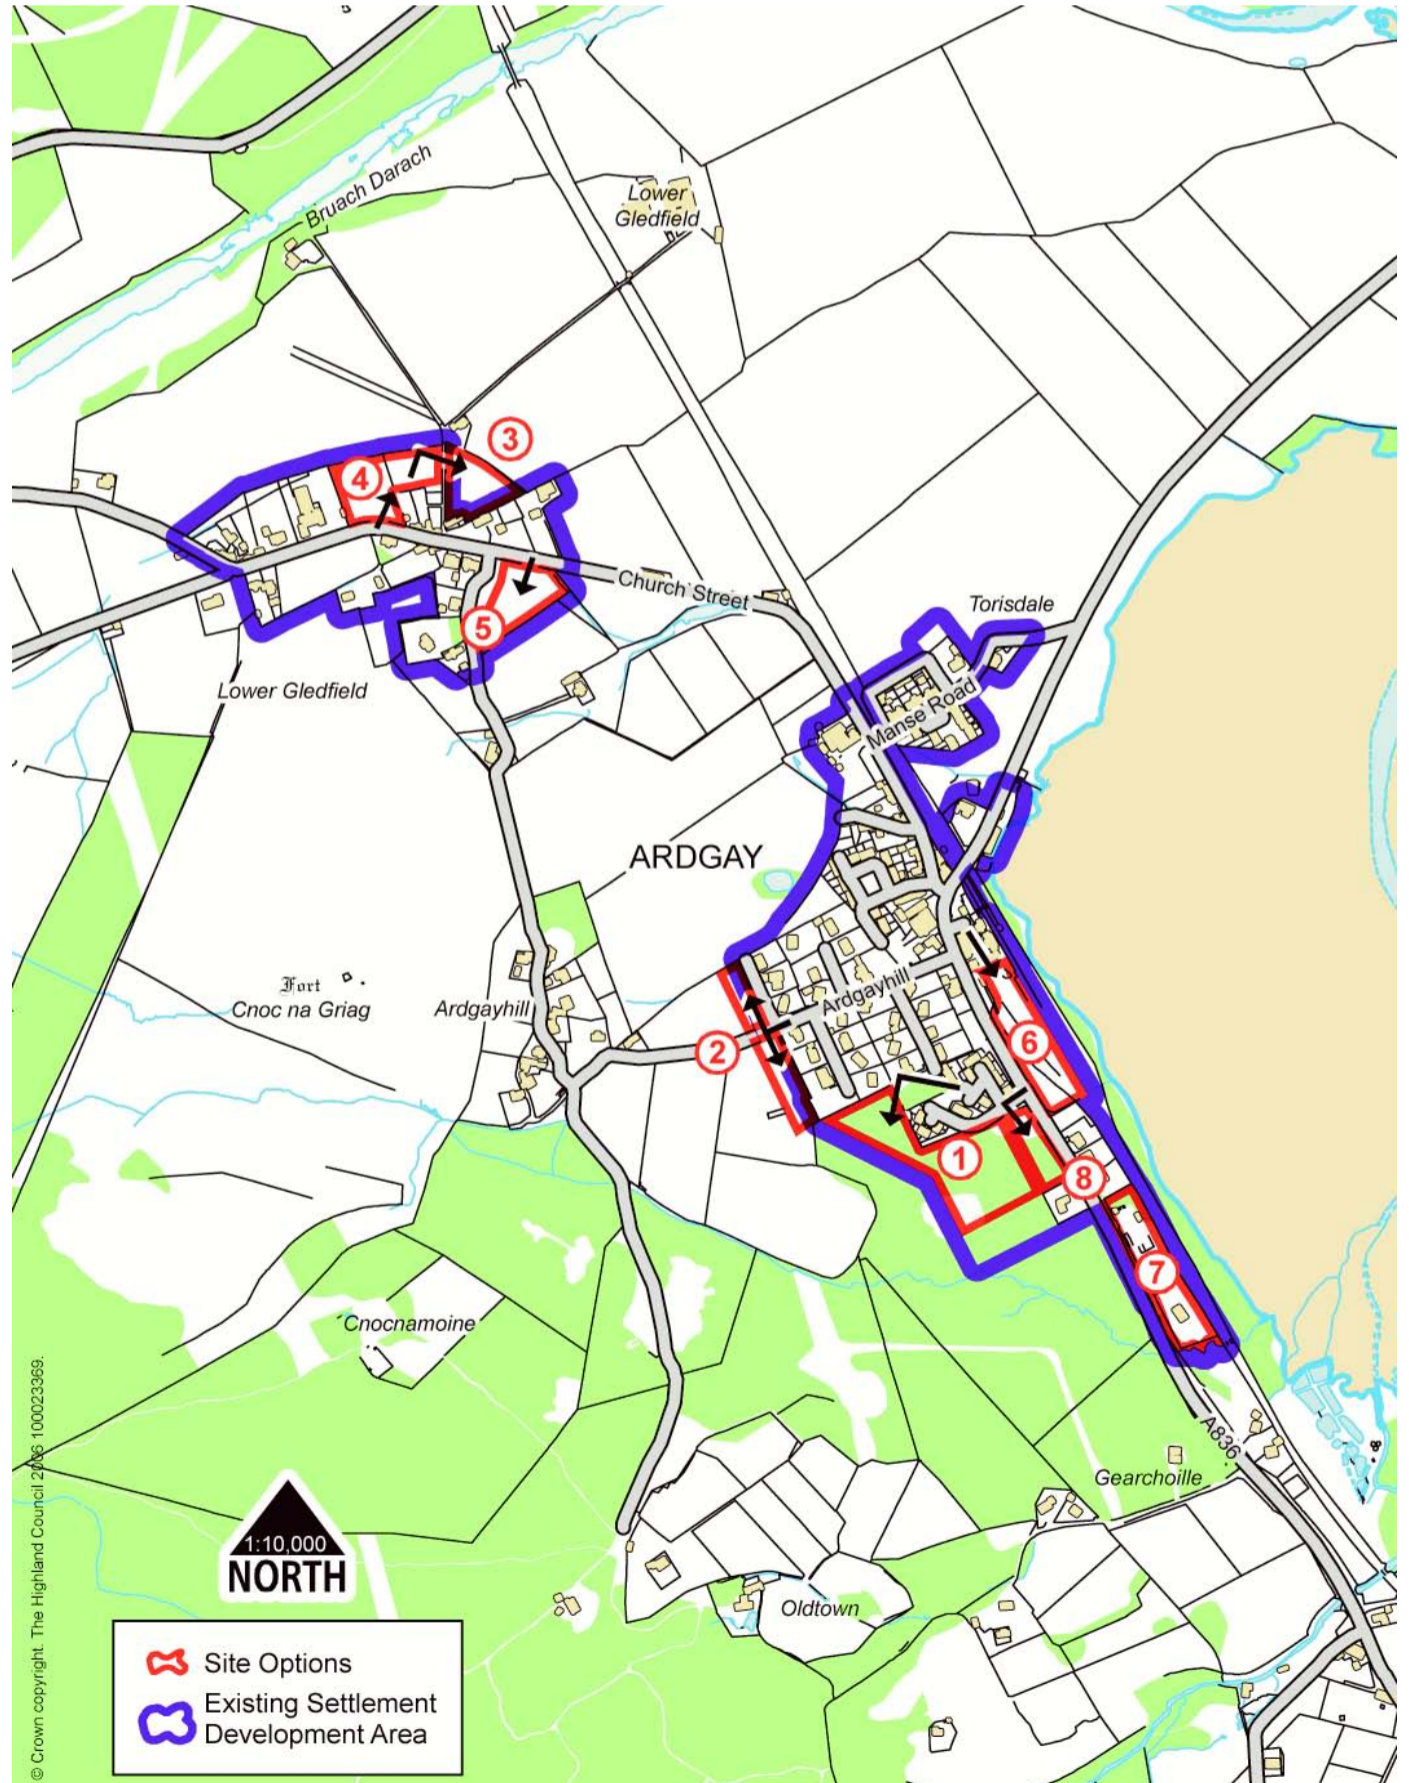 Bruach Darach
Lower
Gledfield
3
4
Church Street
5
Torisdale
Lower Gledfield
Manse Road
ARDGAY
Fort
Cnoc na Griag
Ardgayhill
Ardgayhill
2
6
1
8
7
Cnocnamoine
A836
Gearchoille
Oldtown
1:10,000
NORTH
Site Options
Existing Settlement
Development Area
© Crown copyright. The Highland Council 2006 100023369.